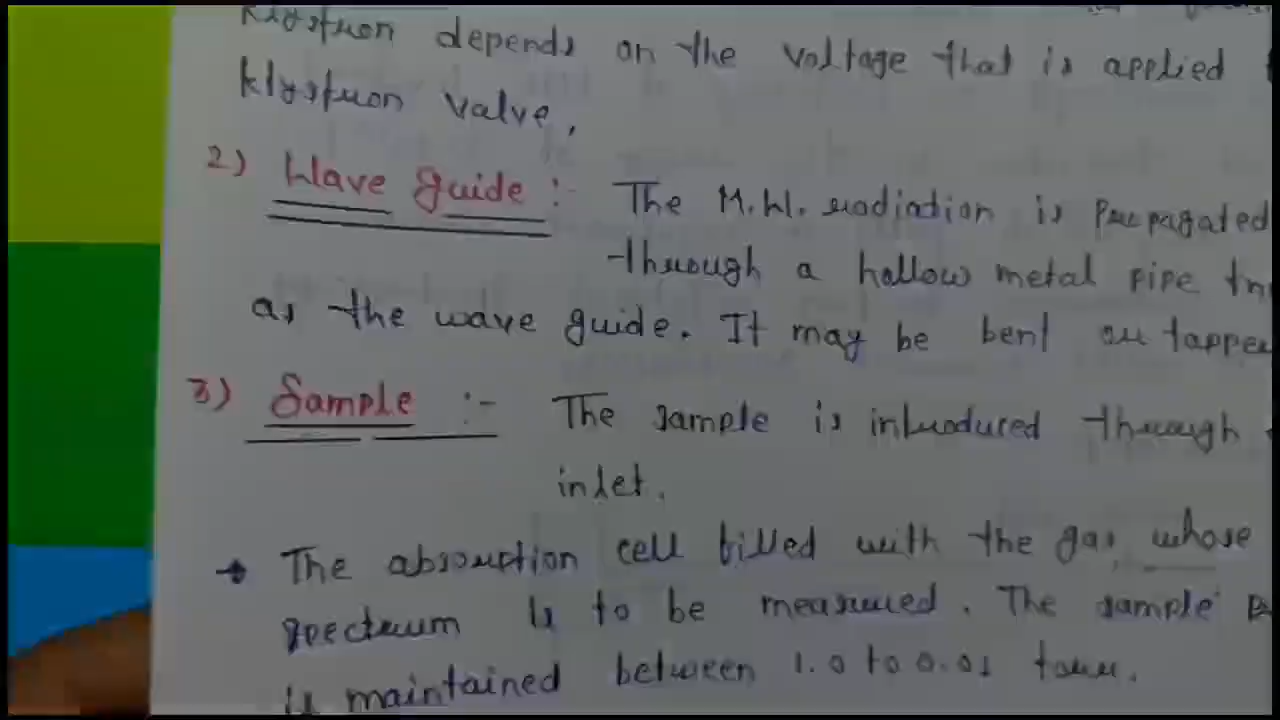 klystron depends on the voltage that is applied
klystron valve.
2) Wave guide :- The M.W. radiation is propagated
through a hollow metal pipe
as the wave guide. It may be bent or tappe
3) Sample :- The sample is introduced through
inlet.
→ The absorption cell filled with the gas whose
spectrum is to be measured. The sample
is maintained between 1.0 to 0.01 torr.